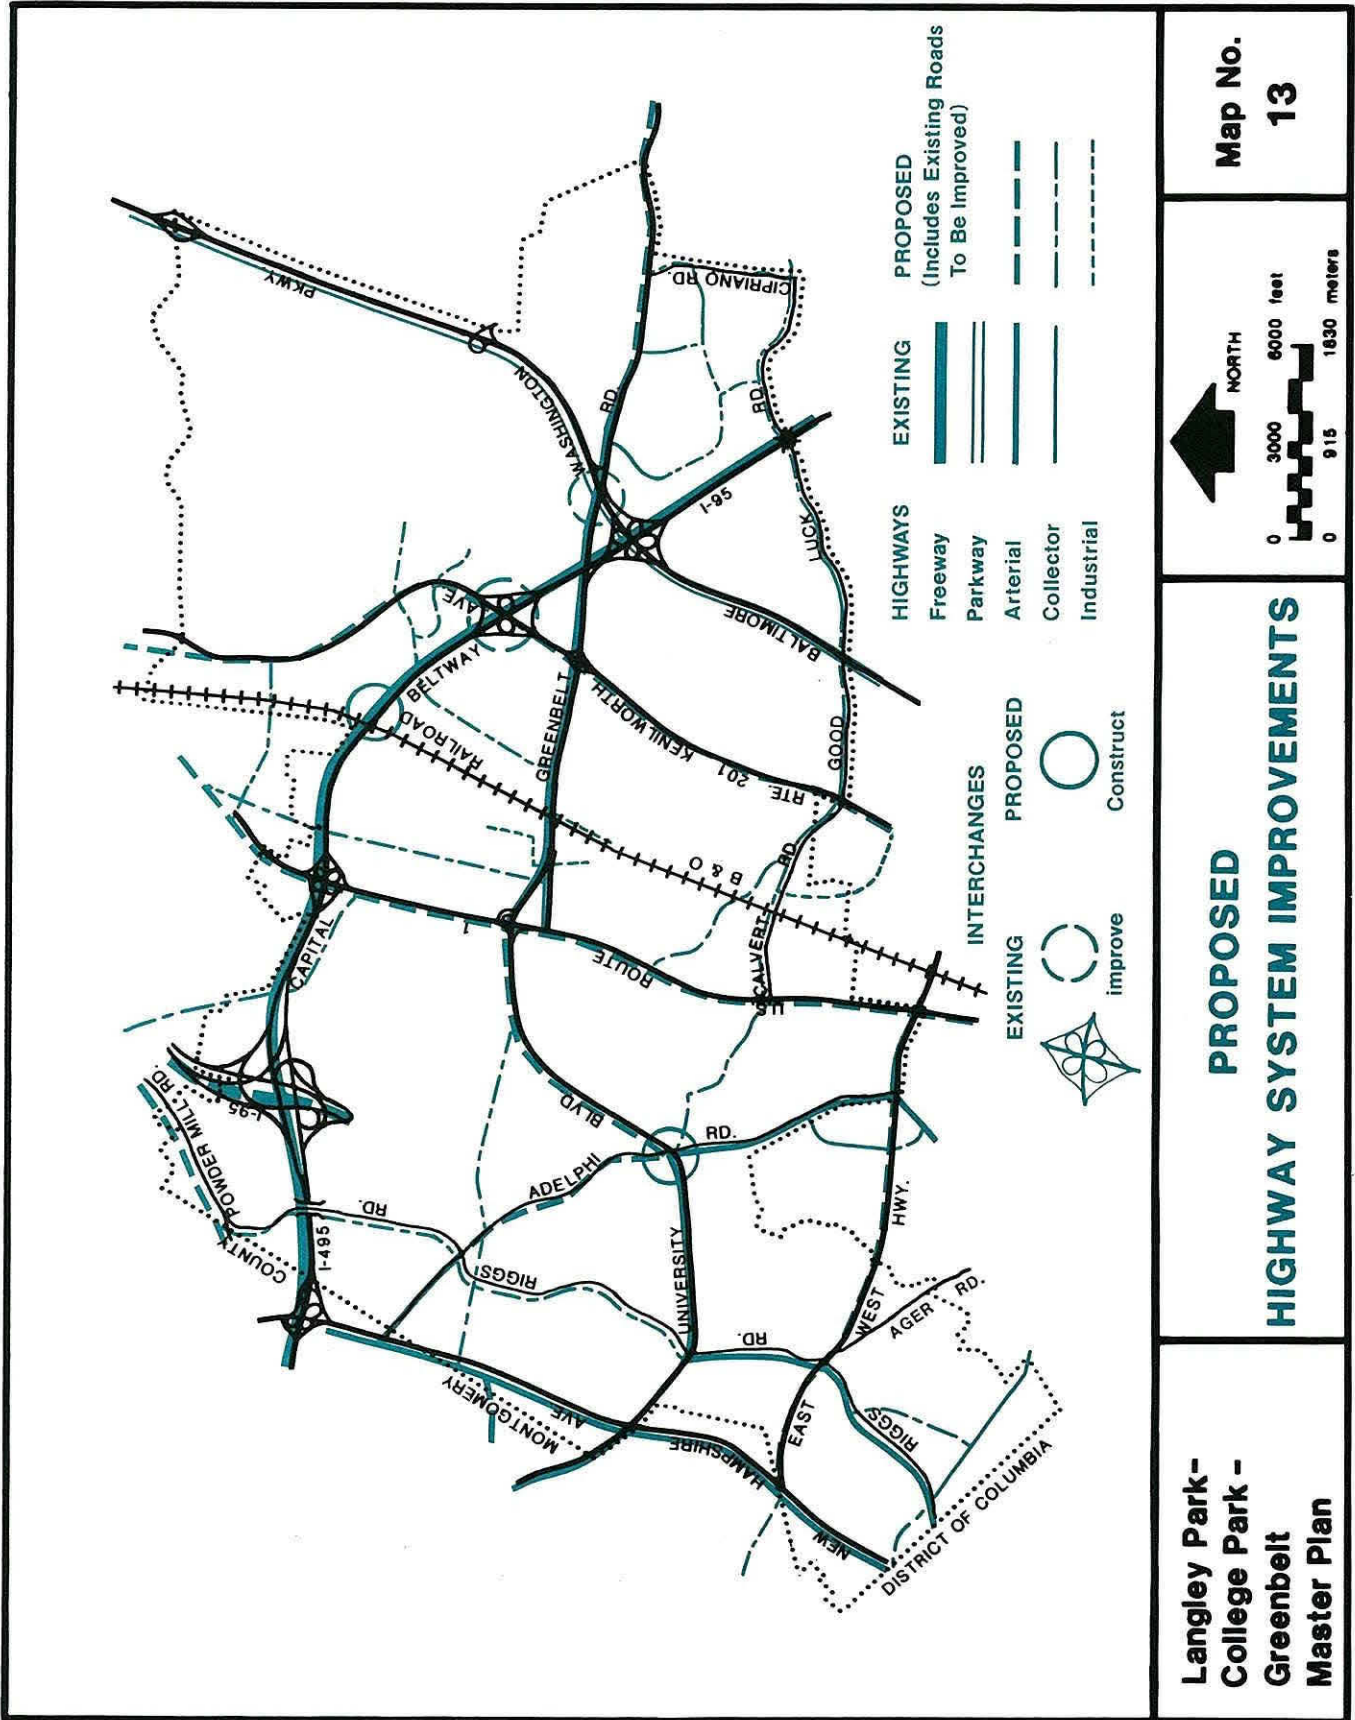 PKWY.
WASHINGTON
CIPRIANO RD.
RD.
RD.
LUCK
I-95
AVE
BELTWAY
BALTIMORE
GREENBELT
KENILWORTH
RAILROAD
RTE. 201
GOOD
B & O
RD.
CAPITAL
1
ROUTE
CALVERT
U.S.
POWDER MILL RD.
I-95
BLVD
RD.
ADELPHI
RD.
COUNTY
I-495
RIGGS
UNIVERSITY
HWY.
WEST
AGER RD.
RD.
MONTGOMERY
AVE
HAMPSHIRE
EAST
RIGGS
NEW
DISTRICT OF COLUMBIA
HIGHWAYS
EXISTING
PROPOSED
(Includes Existing Roads
To Be Improved)
Freeway
Parkway
Arterial
Collector
Industrial
INTERCHANGES
EXISTING
PROPOSED
improve
Construct
Langley Park-
College Park -
Greenbelt
Master Plan
PROPOSED
HIGHWAY SYSTEM IMPROVEMENTS
NORTH
0 3000 6000 feet
0 915 1830 meters
Map No.
13